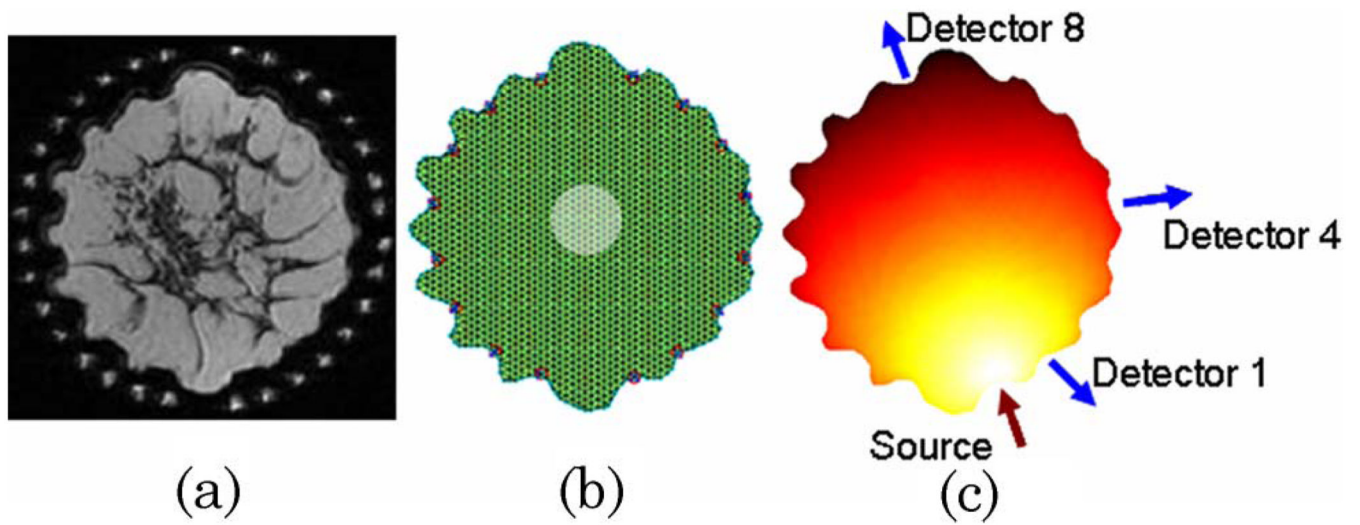 Detector 8
Detector 4
Detector 1
Source
(a)
(b)
(c)